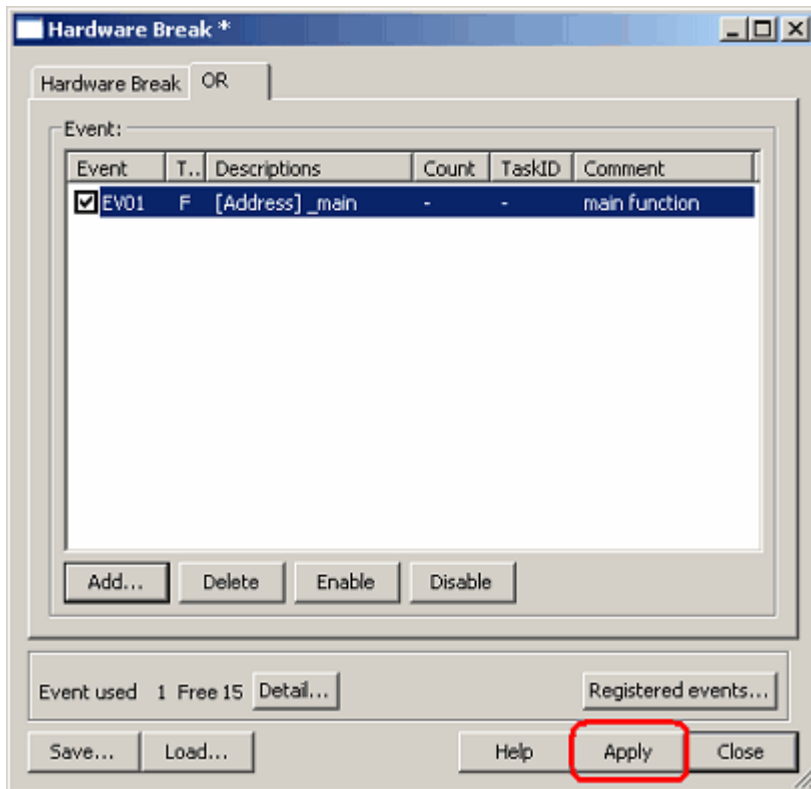 Hardware Break *
Hardware Break OR
Event:
Event T.. Descriptions Count TaskID Comment
EV01 F [Address] _main - - main function
Add... Delete Enable Disable
Event used 1 Free 15 Detail... Registered events...
Save... Load... Help Apply Close